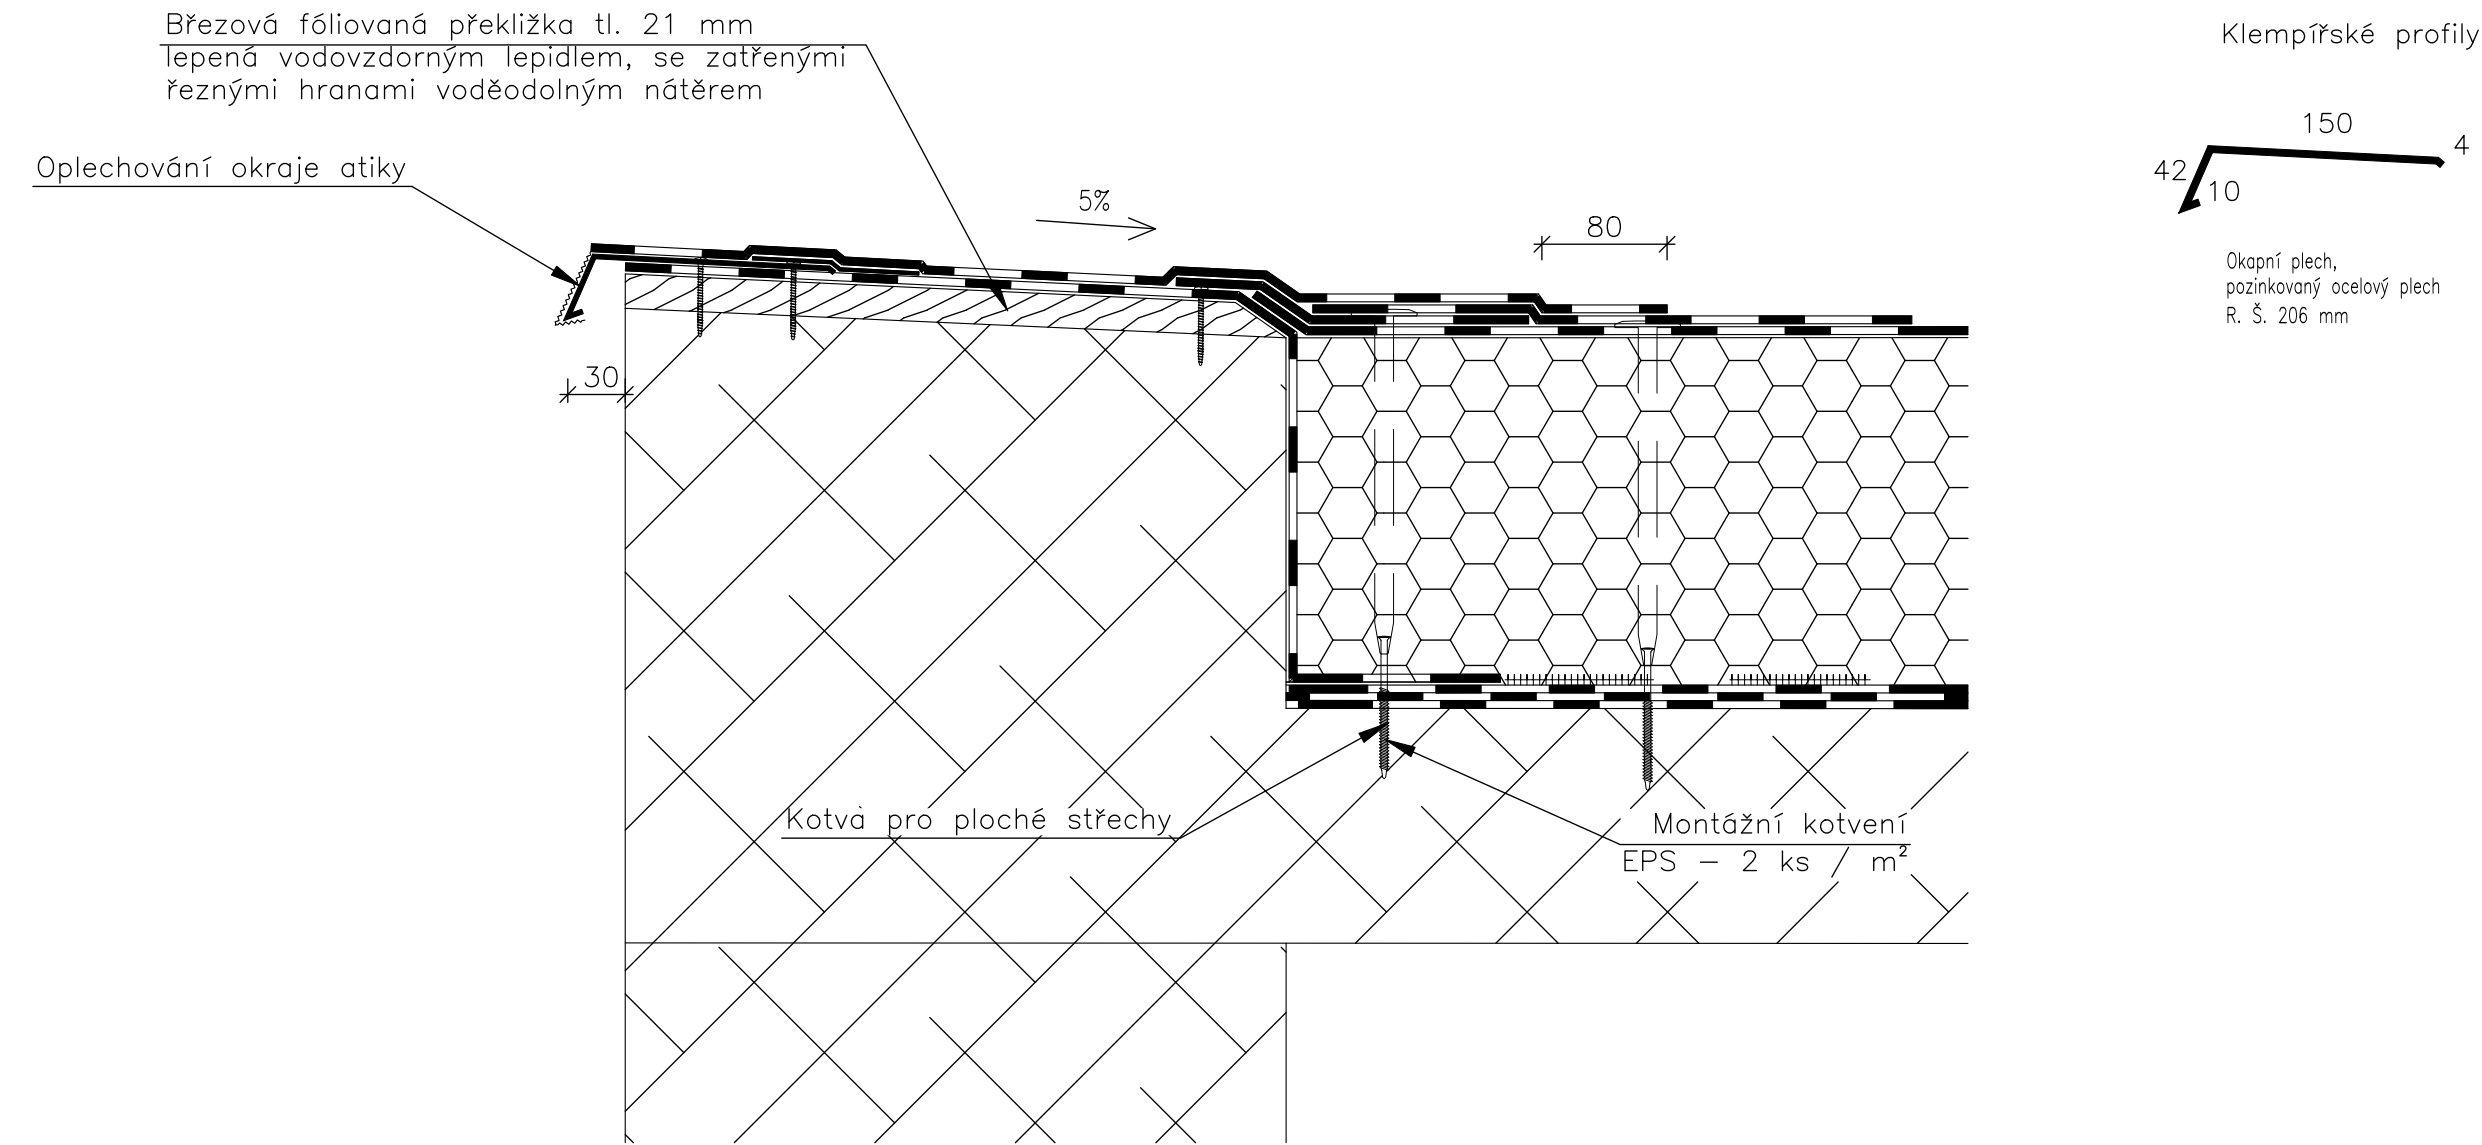 Březová fóliovaná překližka tl. 21 mm
lepená vodovzdorným lepidlem, se zatřenými
řeznými hranami voděodolným nátěrem
Oplechování okraje atiky
5%
80
30
Kotva pro ploché střechy
Montážní kotvení
EPS – 2 ks / m²
Klempířské profily
150
4
42
10
Okapní plech,
pozinkovaný ocelový plech
R. Š. 206 mm